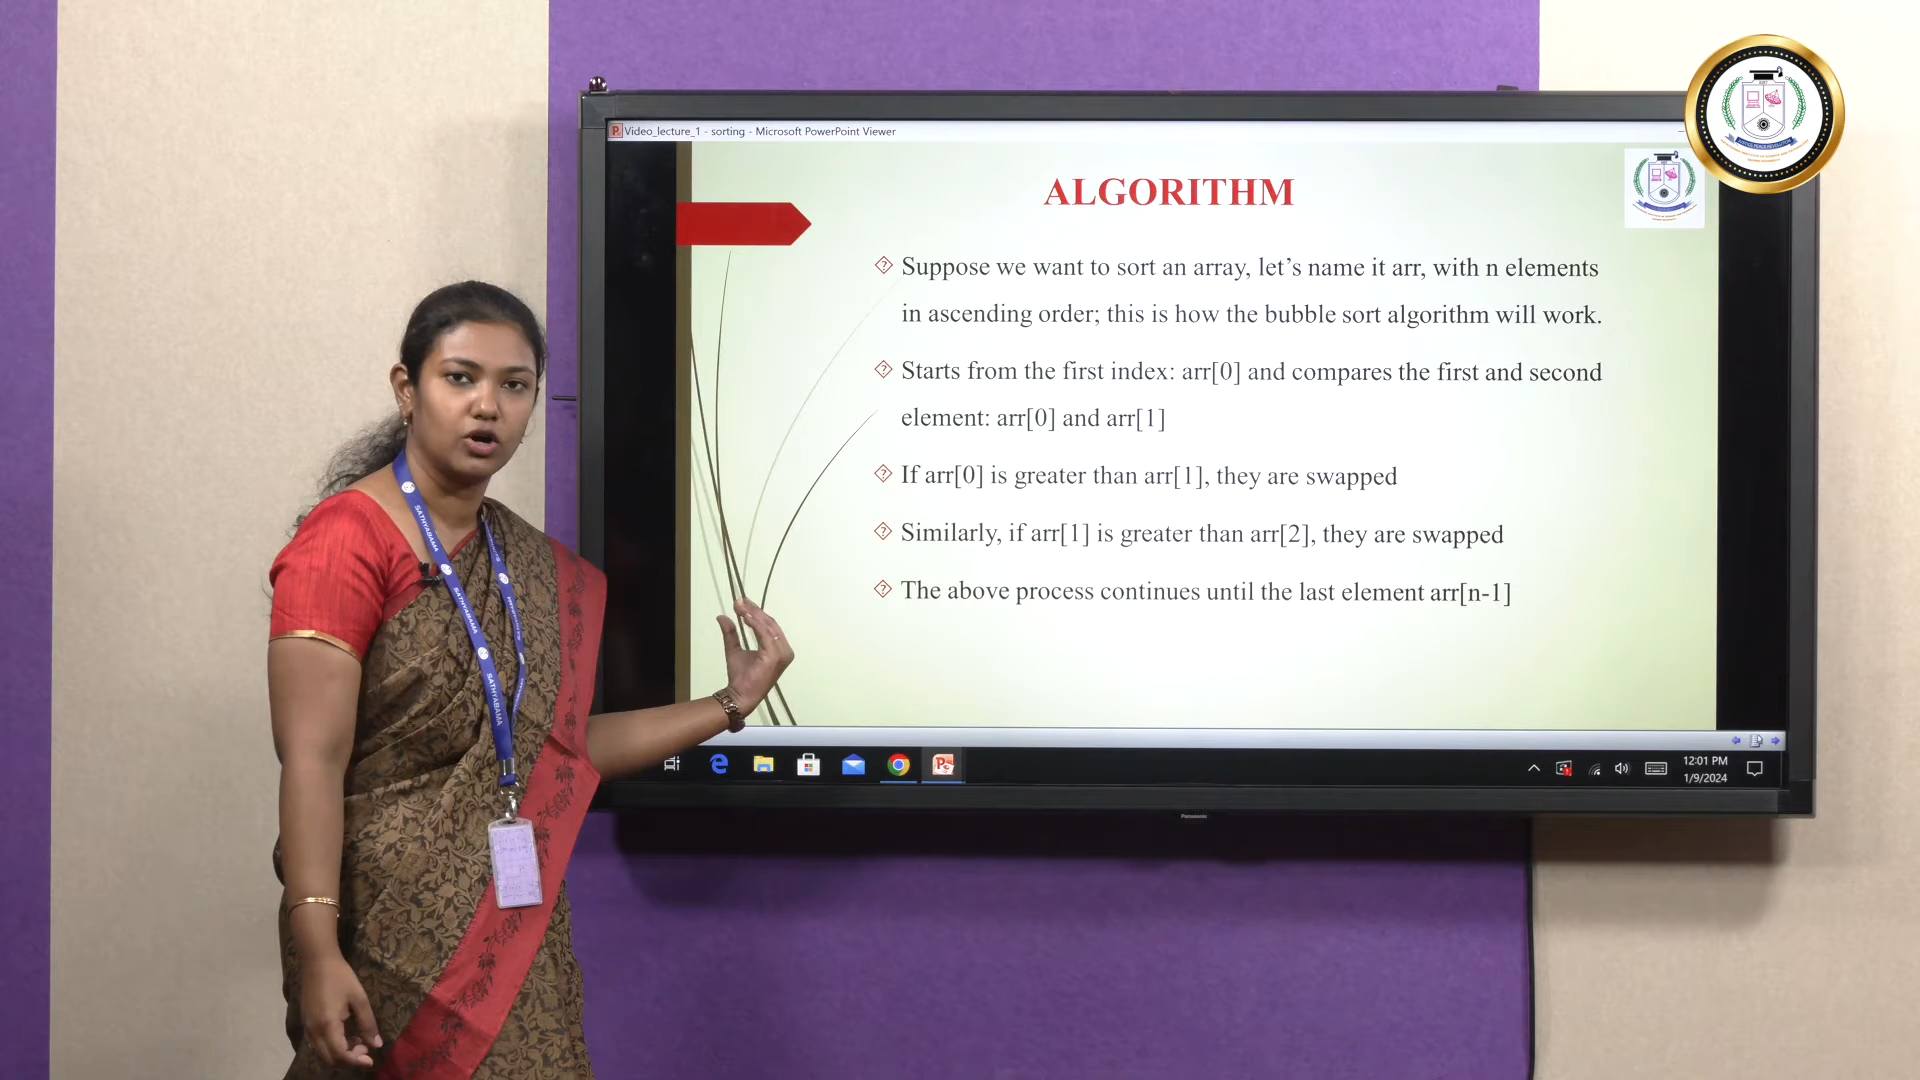 Video_lecture_1 - sorting - Microsoft PowerPoint Viewer
ALGORITHM
Suppose we want to sort an array, let’s name it arr, with n elements
in ascending order; this is how the bubble sort algorithm will work.
Starts from the first index: arr[0] and compares the first and second
element: arr[0] and arr[1]
If arr[0] is greater than arr[1], they are swapped
Similarly, if arr[1] is greater than arr[2], they are swapped
The above process continues until the last element arr[n-1]
12:01 PM
1/9/2024
Panasonic
SATHYABAMA
SATHYABAMA
SATHYABAMA